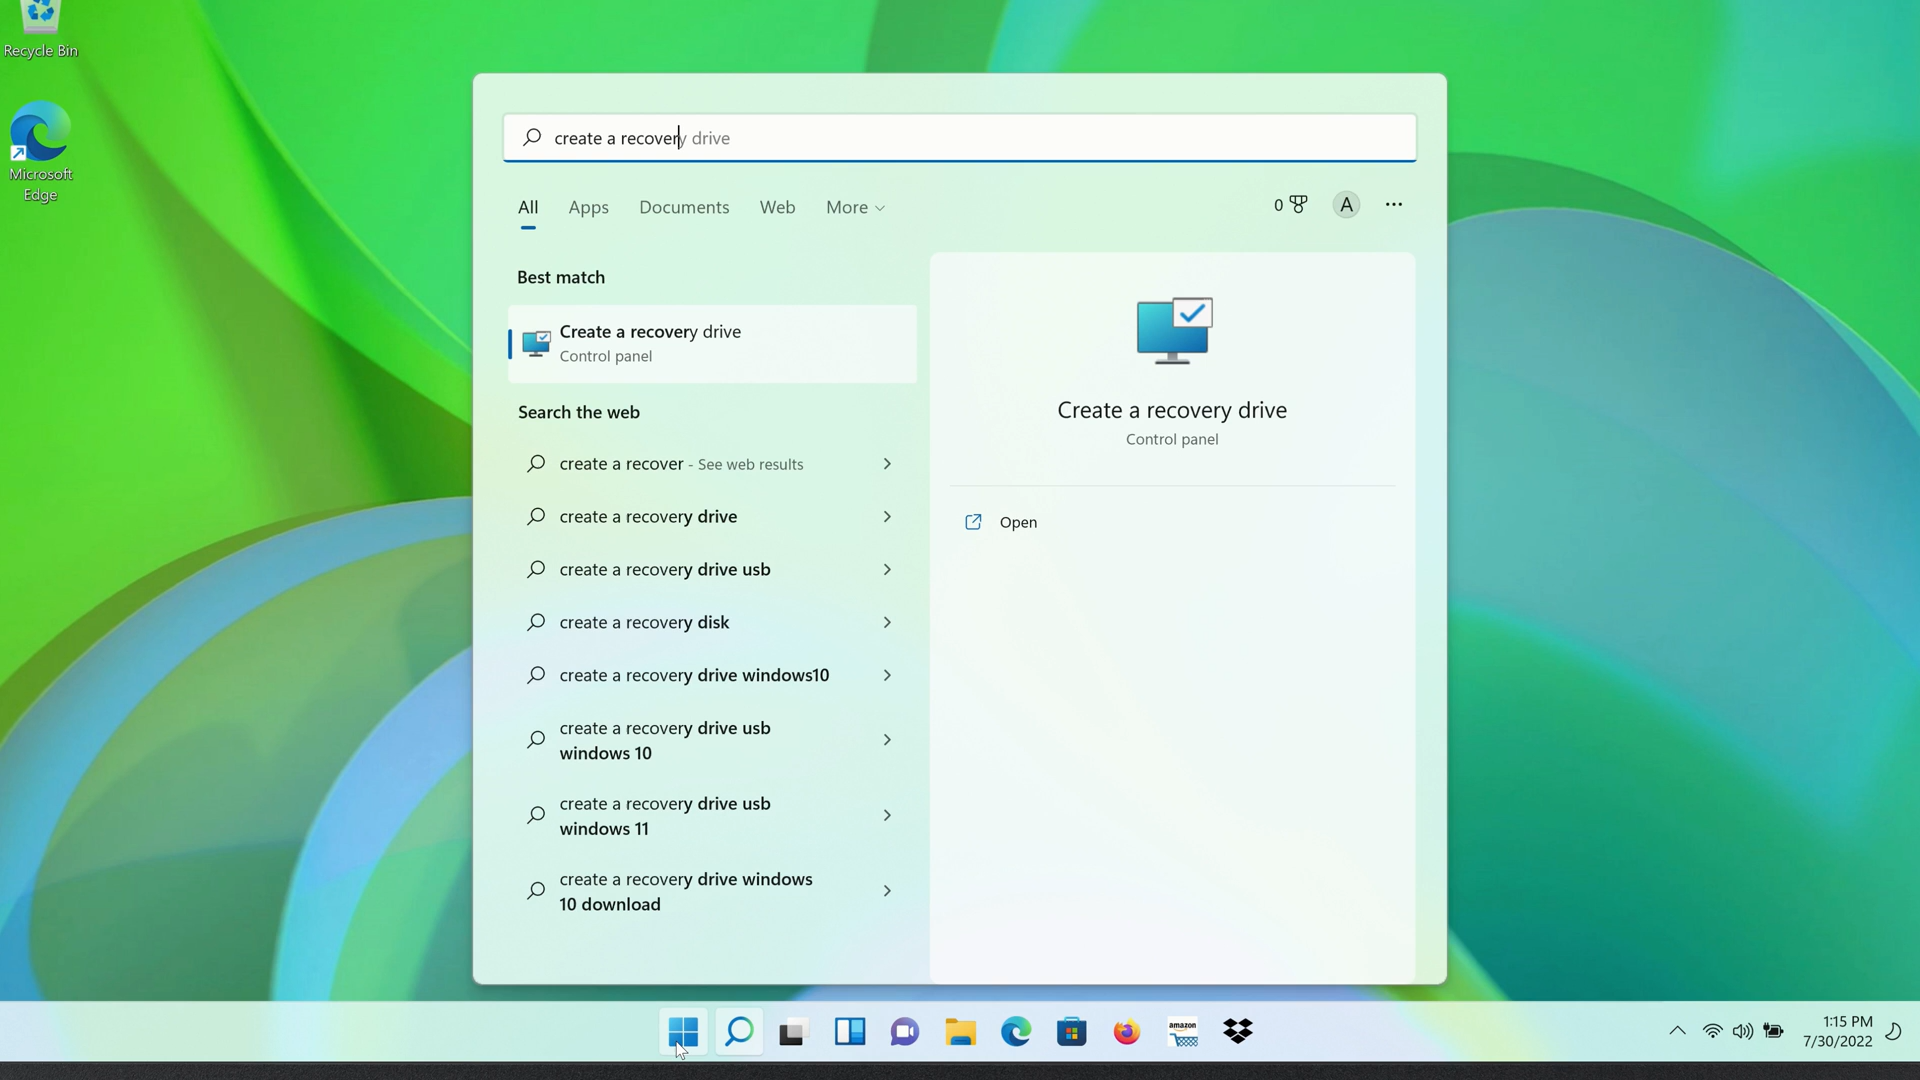 Recycle Bin
Microsoft
Edge
create a recovery drive
All Apps Documents Web More
0 A
Best match
Create a recovery drive
Control panel
Search the web
create a recover - See web results
create a recovery drive
create a recovery drive usb
create a recovery disk
create a recovery drive windows10
create a recovery drive usb
windows 10
create a recovery drive usb
windows 11
create a recovery drive windows
10 download
Create a recovery drive
Control panel
Open
amazon
1:15 PM
7/30/2022